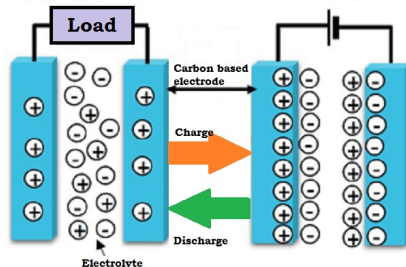 Load
Carbon based
electrode
Charge
Discharge
Electrolyte